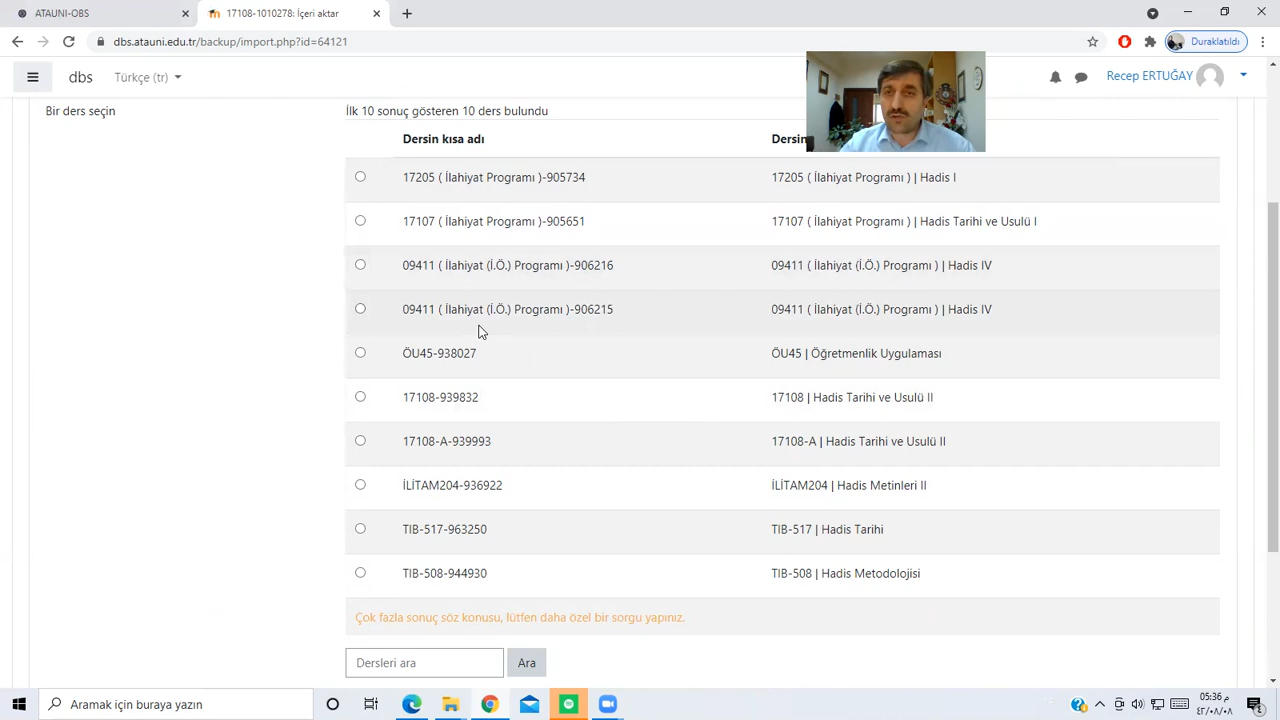 ATAUNI-OBS
17108-1010278: İçeri aktar
dbs.atauni.edu.tr/backup/import.php?id=64121
Duraklatıldı
dbs
Türkçe (tr)
Recep ERTUĞAY
Bir ders seçin
İlk 10 sonuç gösteren 10 ders bulundu
Dersin kısa adı
Dersin
17205 ( İlahiyat Programı )-905734
17205 ( İlahiyat Programı ) | Hadis I
17107 ( İlahiyat Programı )-905651
17107 ( İlahiyat Programı ) | Hadis Tarihi ve Usulü I
09411 ( İlahiyat (İ.Ö.) Programı )-906216
09411 ( İlahiyat (İ.Ö.) Programı ) | Hadis IV
09411 ( İlahiyat (İ.Ö.) Programı )-906215
09411 ( İlahiyat (İ.Ö.) Programı ) | Hadis IV
ÖU45-938027
ÖU45 | Öğretmenlik Uygulaması
17108-939832
17108 | Hadis Tarihi ve Usulü II
17108-A-939993
17108-A | Hadis Tarihi ve Usulü II
İLİTAM204-936922
İLİTAM204 | Hadis Metinleri II
TIB-517-963250
TIB-517 | Hadis Tarihi
TIB-508-944930
TIB-508 | Hadis Metodolojisi
Çok fazla sonuç söz konusu, lütfen daha özel bir sorgu yapınız.
Dersleri ara
Ara
Aramak için buraya yazın
05:36 م